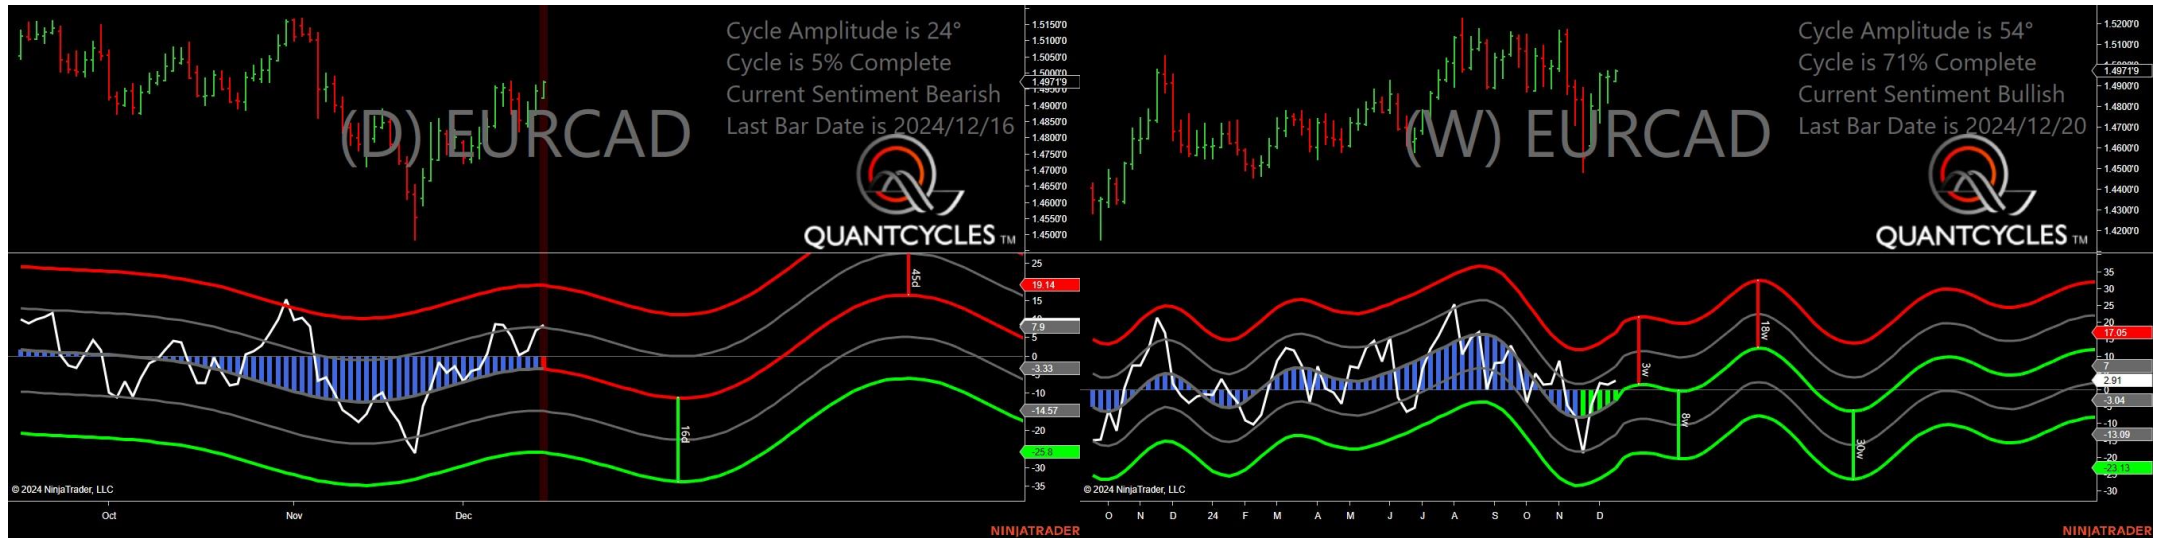 Cycle Amplitude is 24°
Cycle is 5% Complete
Current Sentiment Bearish
Last Bar Date is 2024/12/16
(D) EURCAD
QUANTCYCLES TM
1.5150'0
1.5100'0
1.5050'0
1.5000'0
1.4971'9
1.4900'0
1.4850'0
1.4800'0
1.4750'0
1.4700'0
1.4650'0
1.4600'0
1.4550'0
1.4500'0
25
19.14
15
7.9
5
0
-3.33
-10
-14.57
-20
-25.8
-30
-35
45d
16d
© 2024 NinjaTrader, LLC
Oct
Nov
Dec
NINJATRADER
Cycle Amplitude is 54°
Cycle is 71% Complete
Current Sentiment Bullish
Last Bar Date is 2024/12/20
(W) EURCAD
QUANTCYCLES TM
1.5200'0
1.5100'0
1.4971'9
1.4900'0
1.4800'0
1.4700'0
1.4600'0
1.4500'0
1.4400'0
1.4300'0
1.4200'0
35
30
25
20
17.05
10
7
2.91
-3.04
-13.09
-20
-23.13
-30
3w
8w
18w
30w
© 2024 NinjaTrader, LLC
O N D 24 F M A M J J A S O N D
NINJATRADER